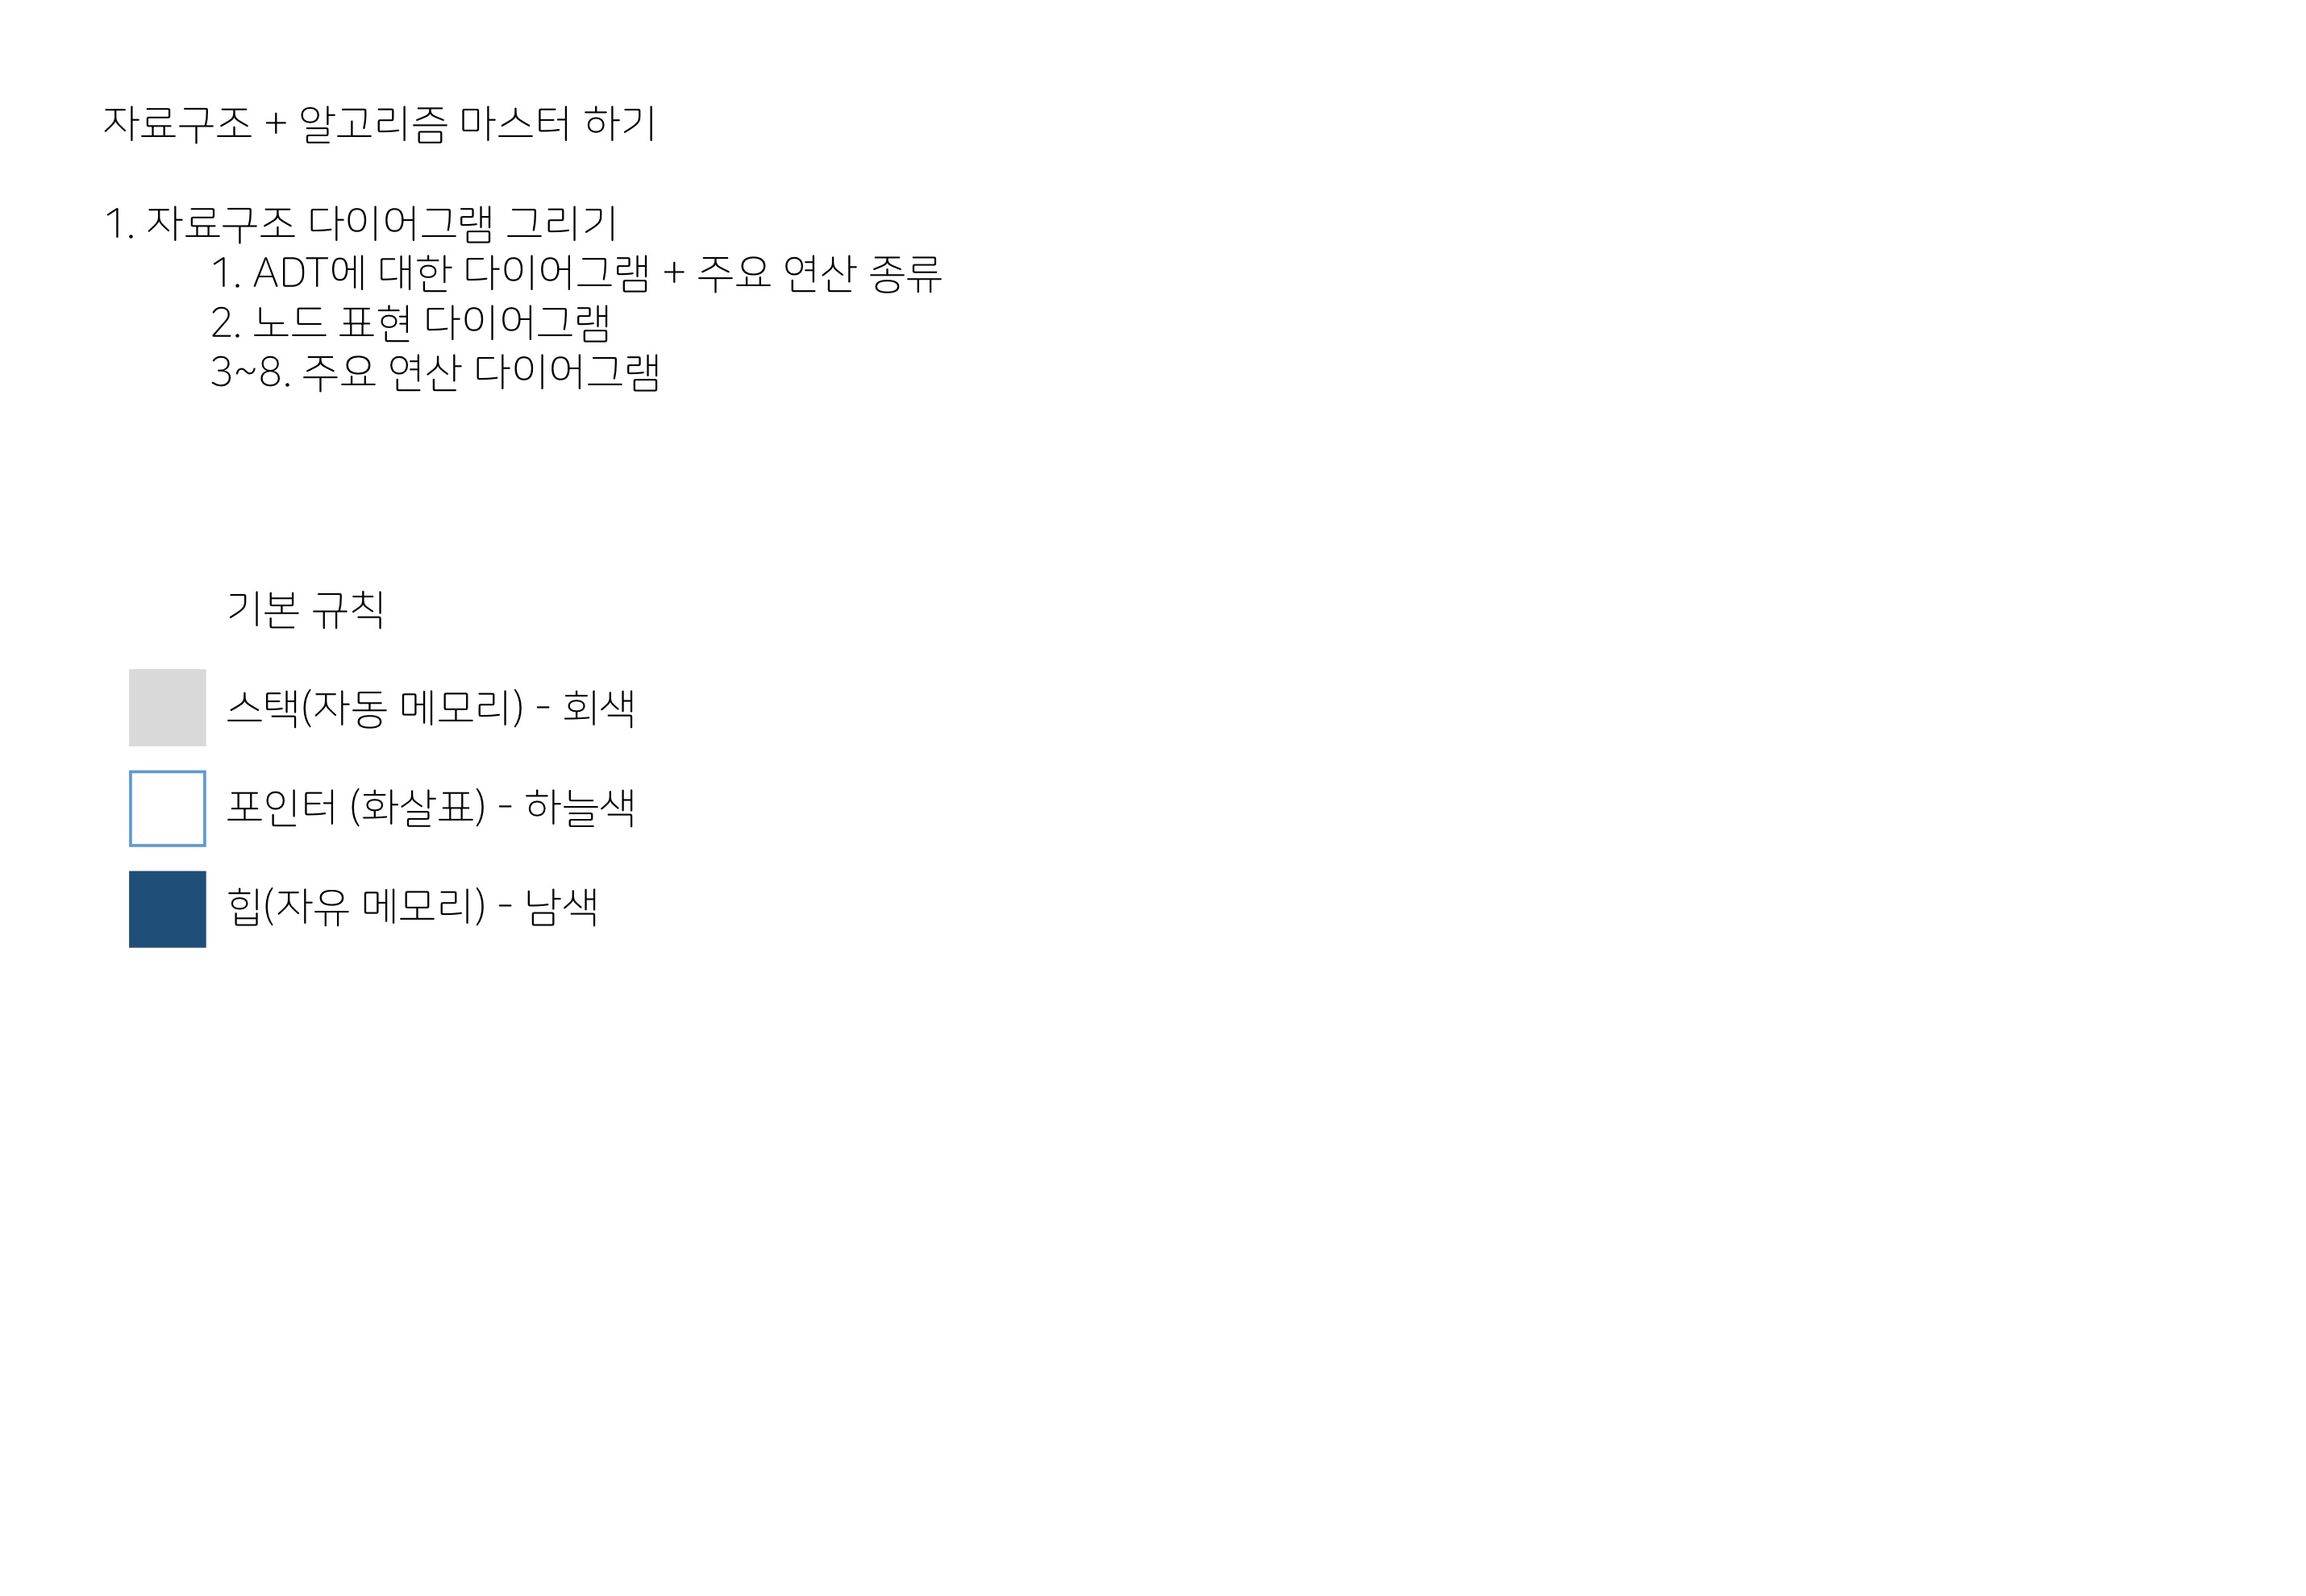 자료구조 + 알고리즘 마스터 하기
1. 자료구조 다이어그램 그리기
1. ADT에 대한 다이어그램 + 주요 연산 종류
2. 노드 표현 다이어그램
3~8. 주요 연산 다이어그램
기본 규칙
스택(자동 메모리) - 회색
포인터 (화살표) - 하늘색
힙(자유 메모리) - 남색